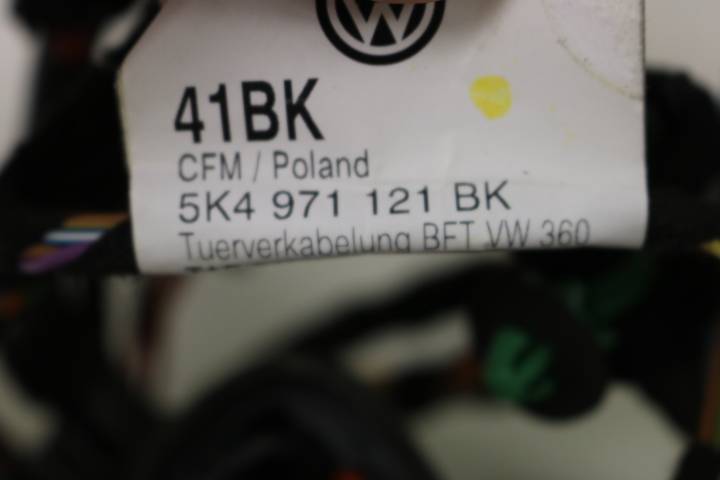 41BK
CFM / Poland
5K4 971 121 BK
Tuerverkabelung BFT VW 360